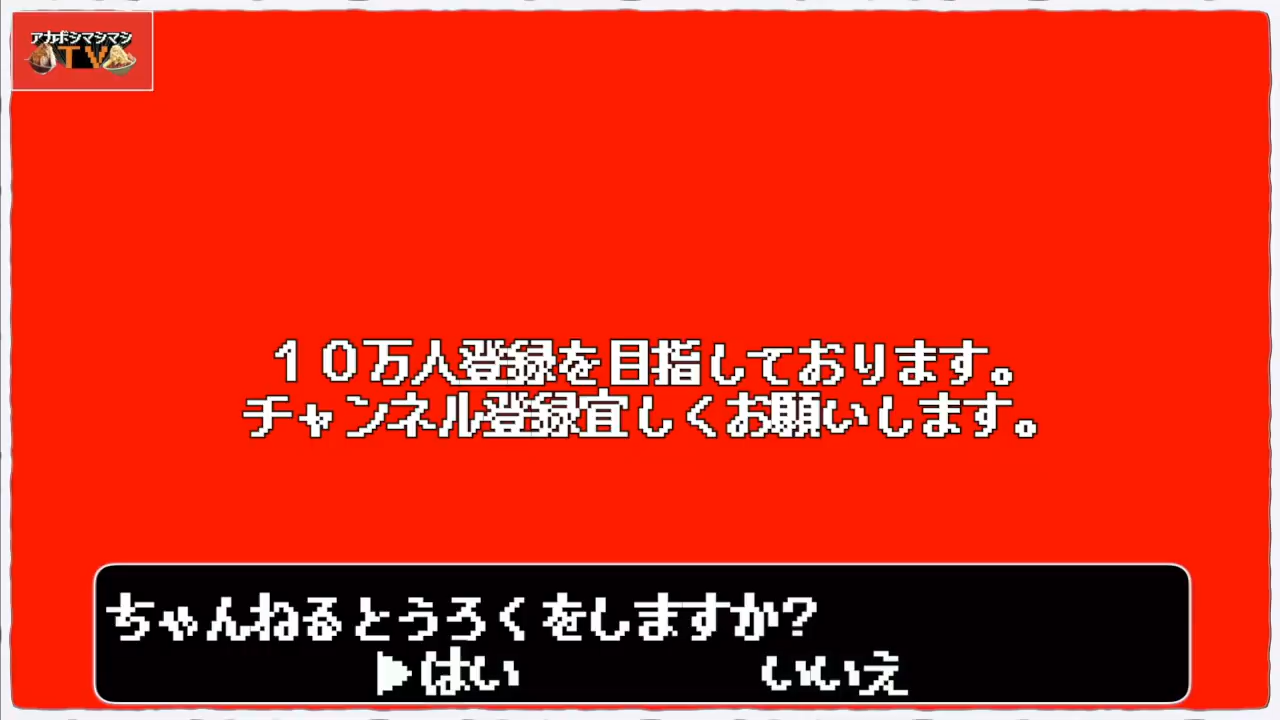 アカボシマシマシ
TV
10万人登録を目指しております。
チャンネル登録宜しくお願いします。
ちゃんねるとうろくをしますか?
▶はい いいえ